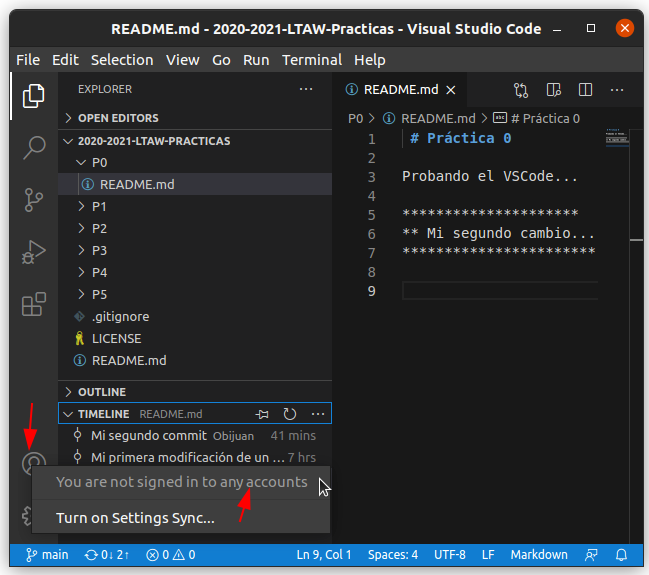 README.md - 2020-2021-LTAW-Practicas - Visual Studio Code
File Edit Selection View Go Run Terminal Help
EXPLORER
OPEN EDITORS
2020-2021-LTAW-PRACTICAS
P0
README.md
P1
P2
P3
P4
P5
.gitignore
LICENSE
README.md
OUTLINE
TIMELINE README.md
Mi segundo commit Obijuan 41 mins
Mi primera modificación de un ... 7 hrs
You are not signed in to any accounts
Turn on Settings Sync...
README.md
P0 > README.md > # Práctica 0
1 # Práctica 0
2
3 Probando el VSCode...
4
5 *********************
6 ** Mi segundo cambio...
7 ***********************
8
9
main 0↓ 2↑ 0 0 Ln 9, Col 1 Spaces: 4 UTF-8 LF Markdown